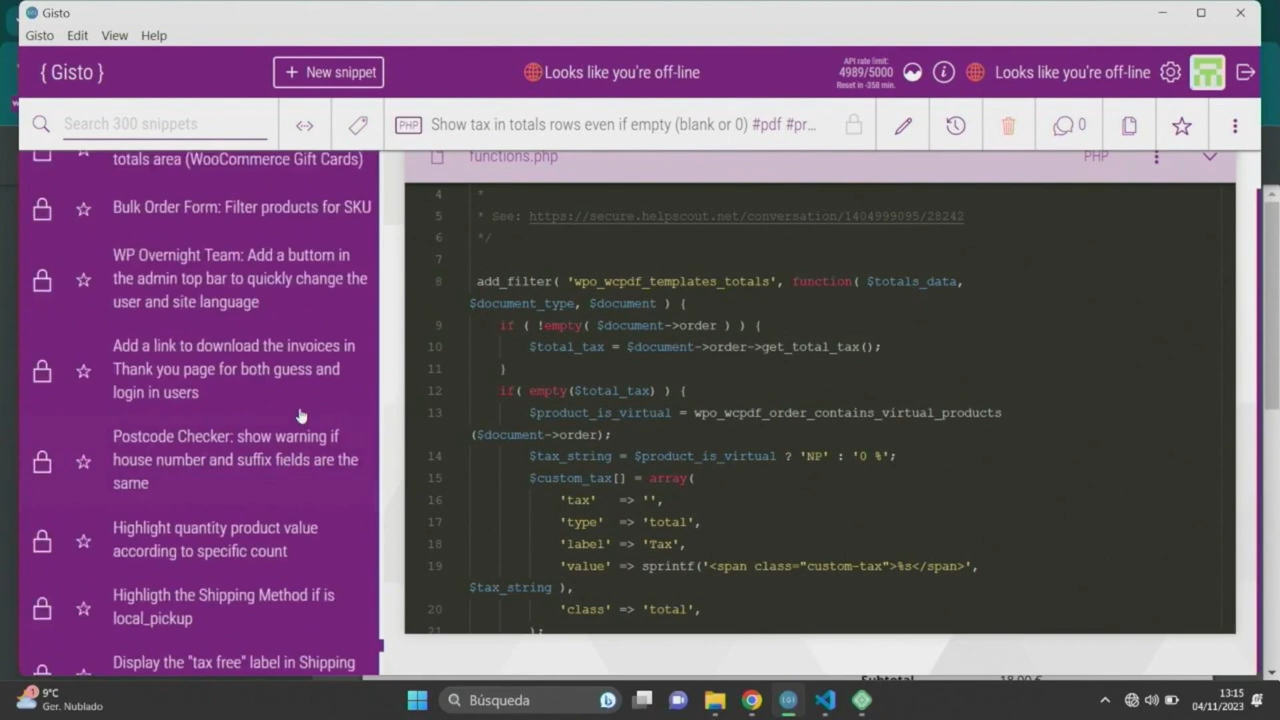 Gisto
Gisto Edit View Help
{ Gisto }
+ New snippet
Looks like you're off-line
API rate limit:
4989/5000
Reset in -358 min.
Looks like you're off-line
Search 300 snippets
PHP Show tax in totals rows even if empty (blank or 0) #pdf #pr...
0
totals area (WooCommerce Gift Cards)
Bulk Order Form: Filter products for SKU
WP Overnight Team: Add a buttom in
the admin top bar to quickly change the
user and site language
Add a link to download the invoices in
Thank you page for both guess and
login in users
Postcode Checker: show warning if
house number and suffix fields are the
same
Highlight quantity product value
according to specific count
Highligth the Shipping Method if is
local_pickup
Display the "tax free" label in Shipping
functions.php
PHP
4 *
5 * See: https://secure.helpscout.net/conversation/1404999095/28242
6 */
7
8 add_filter( 'wpo_wcpdf_templates_totals', function( $totals_data,
$document_type, $document ) {
9 if ( !empty( $document->order ) ) {
10 $total_tax = $document->order->get_total_tax();
11 }
12 if( empty($total_tax) ) {
13 $product_is_virtual = wpo_wcpdf_order_contains_virtual_products
($document->order);
14 $tax_string = $product_is_virtual ? 'NP' : '0 %';
15 $custom_tax[] = array(
16 'tax' => '',
17 'type' => 'total',
18 'label' => 'Tax',
19 'value' => sprintf('<span class="custom-tax">%s</span>',
$tax_string ),
20 'class' => 'total',
21 );
Subtotal 18,00 €
1
9°C
Ger. Nublado
Búsqueda
13:15
04/11/2023